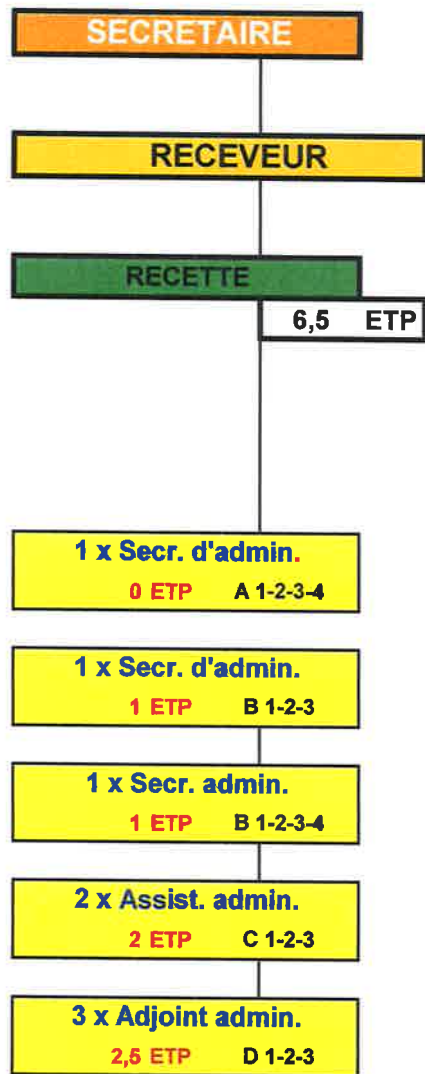 SECRETAIRE
RECEVEUR
RECETTE
6,5 ETP
1 x Secr. d'admin.
0 ETP A 1-2-3-4
1 x Secr. d'admin.
1 ETP B 1-2-3
1 x Secr. admin.
1 ETP B 1-2-3-4
2 x Assist. admin.
2 ETP C 1-2-3
3 x Adjoint admin.
2,5 ETP D 1-2-3